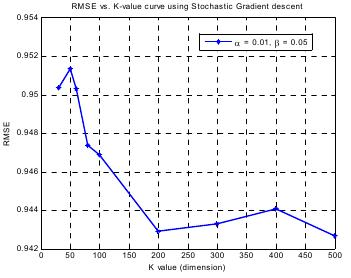 RMSE vs. K-value curve using Stochastic Gradient descent
α = 0.01, β = 0.05
0.954
0.952
0.95
0.948
0.946
0.944
0.942
RMSE
0 50 100 150 200 250 300 350 400 450 500
K value (dimension)